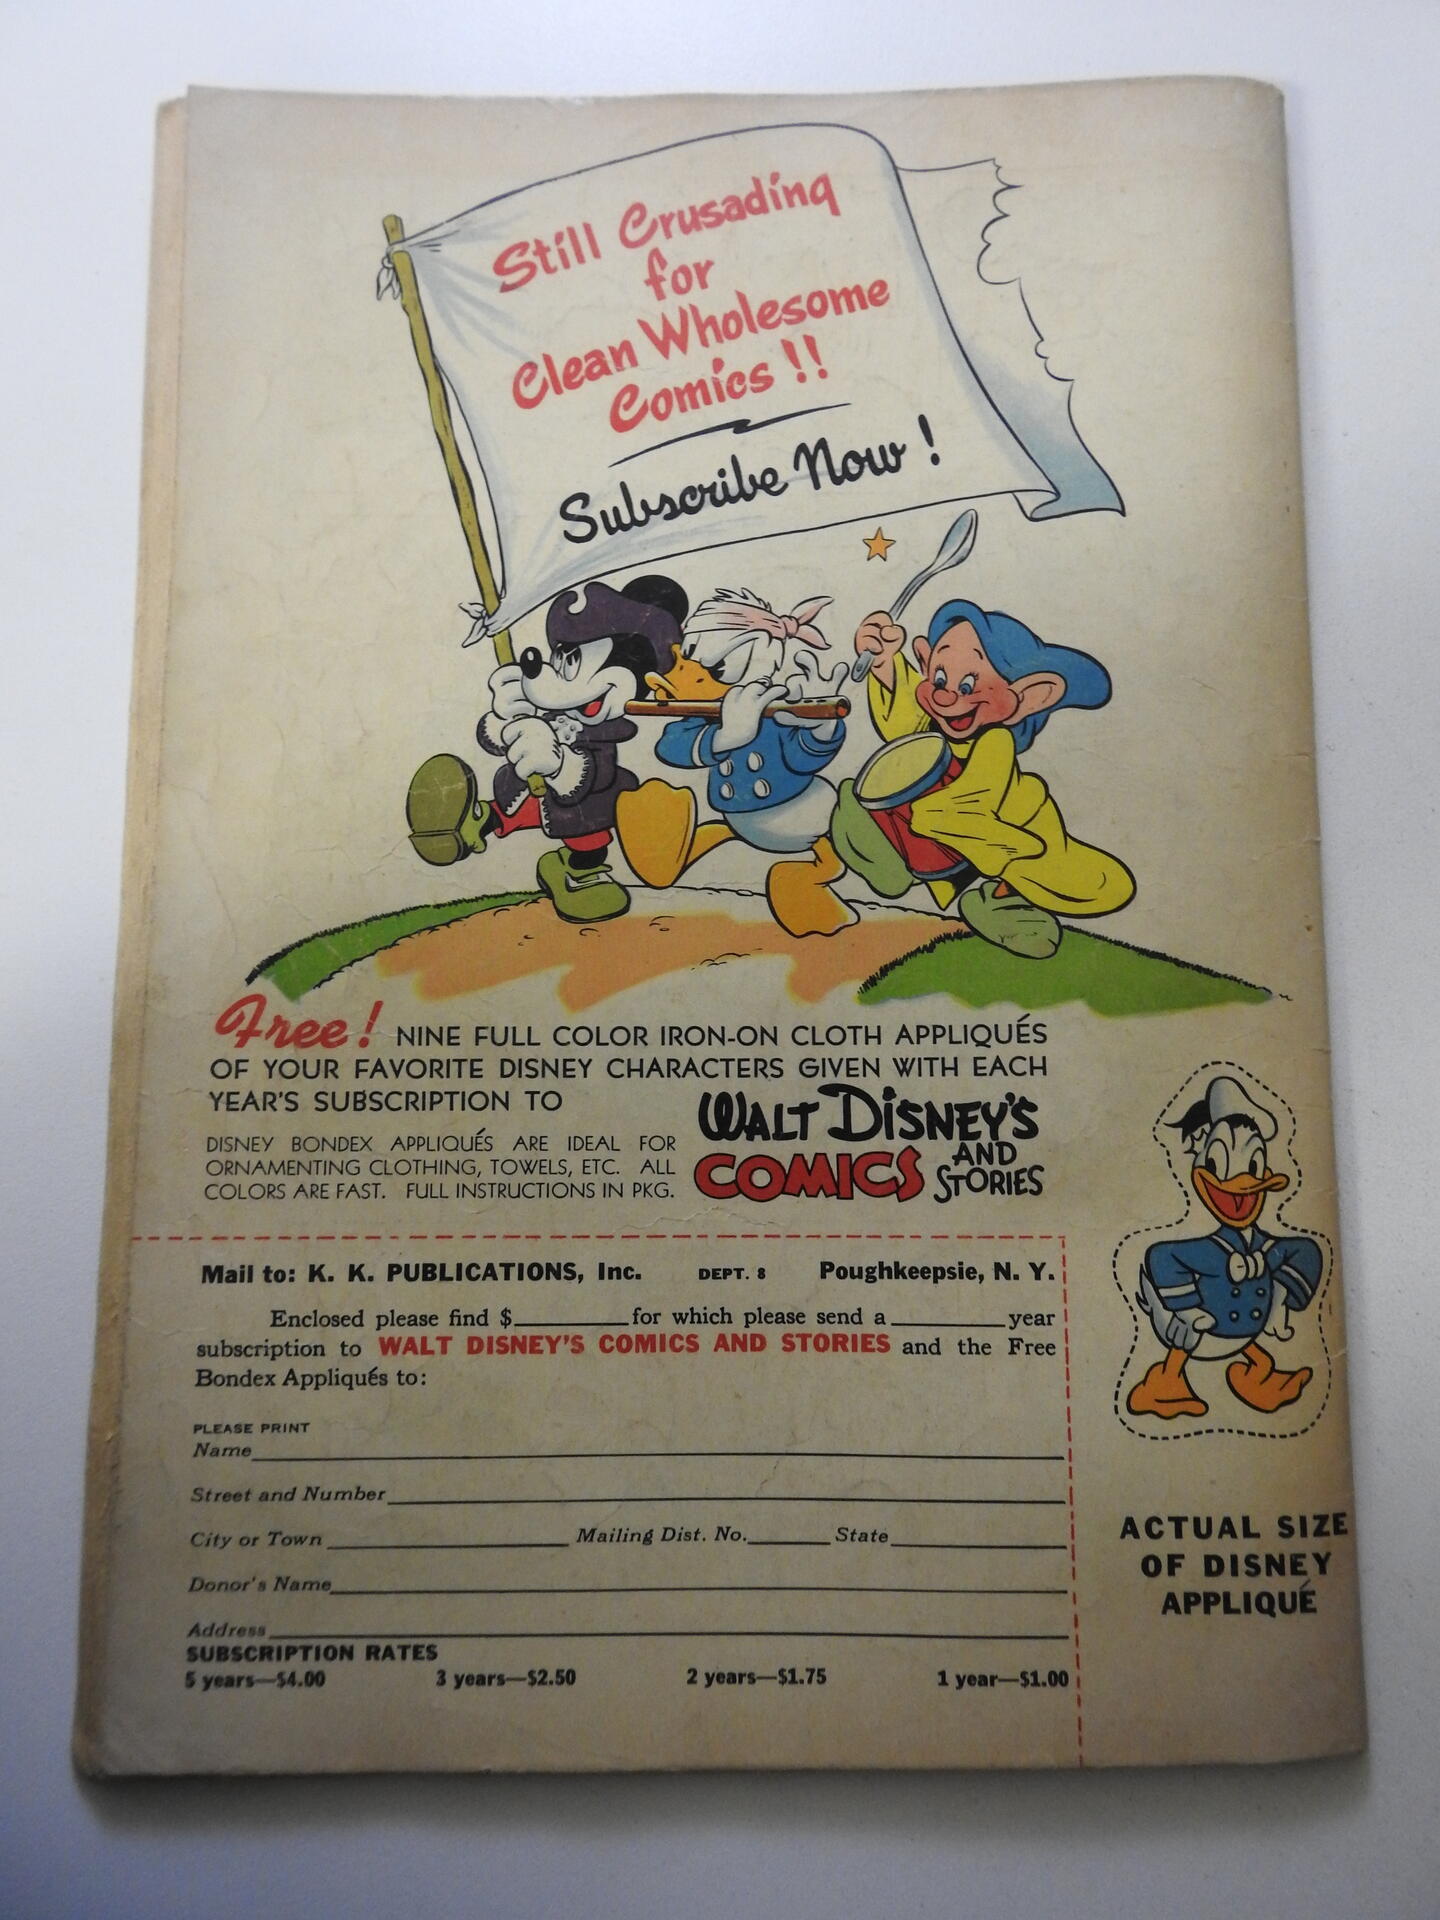 Still Crusading
for
Clean Wholesome
Comics !!
Subscribe Now !
Free! NINE FULL COLOR IRON-ON CLOTH APPLIQUÉS
OF YOUR FAVORITE DISNEY CHARACTERS GIVEN WITH EACH
YEAR'S SUBSCRIPTION TO
WALT DISNEY'S
COMICS AND
STORIES
DISNEY BONDEX APPLIQUÉS ARE IDEAL FOR
ORNAMENTING CLOTHING, TOWELS, ETC. ALL
COLORS ARE FAST. FULL INSTRUCTIONS IN PKG.
Mail to: K. K. PUBLICATIONS, Inc. DEPT. 8 Poughkeepsie, N. Y.
Enclosed please find $________ for which please send a ________ year
subscription to WALT DISNEY'S COMICS AND STORIES and the Free
Bondex Appliqués to:
PLEASE PRINT
Name
Street and Number
City or Town ________ Mailing Dist. No. ________ State
Donor's Name
Address
SUBSCRIPTION RATES
5 years—$4.00 3 years—$2.50 2 years—$1.75 1 year—$1.00
ACTUAL SIZE
OF DISNEY
APPLIQUÉ